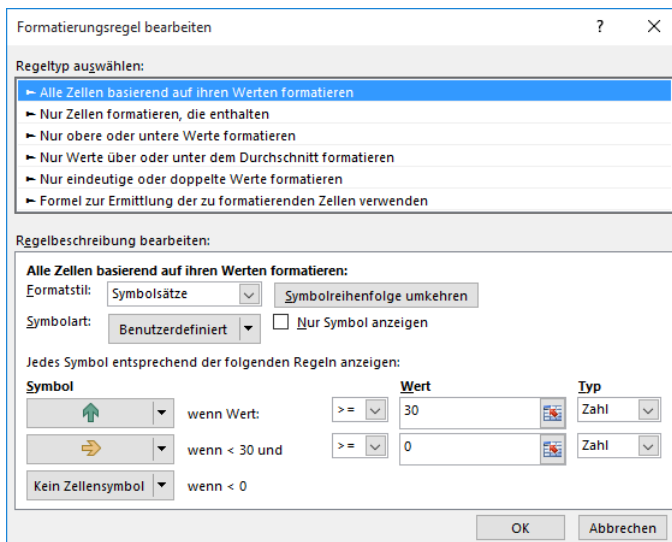 Formatierungsregel bearbeiten ? ×
Regeltyp auswählen:
► Alle Zellen basierend auf ihren Werten formatieren
► Nur Zellen formatieren, die enthalten
► Nur obere oder untere Werte formatieren
► Nur Werte über oder unter dem Durchschnitt formatieren
► Nur eindeutige oder doppelte Werte formatieren
► Formel zur Ermittlung der zu formatierenden Zellen verwenden
Regelbeschreibung bearbeiten:
Alle Zellen basierend auf ihren Werten formatieren:
Formatstil: Symbolsätze Symbolreihenfolge umkehren
Symbolart: Benutzerdefiniert Nur Symbol anzeigen
Jedes Symbol entsprechend der folgenden Regeln anzeigen:
Symbol Wert Typ
wenn Wert: >= 30 Zahl
wenn < 30 und >= 0 Zahl
Kein Zellensymbol wenn < 0
OK Abbrechen